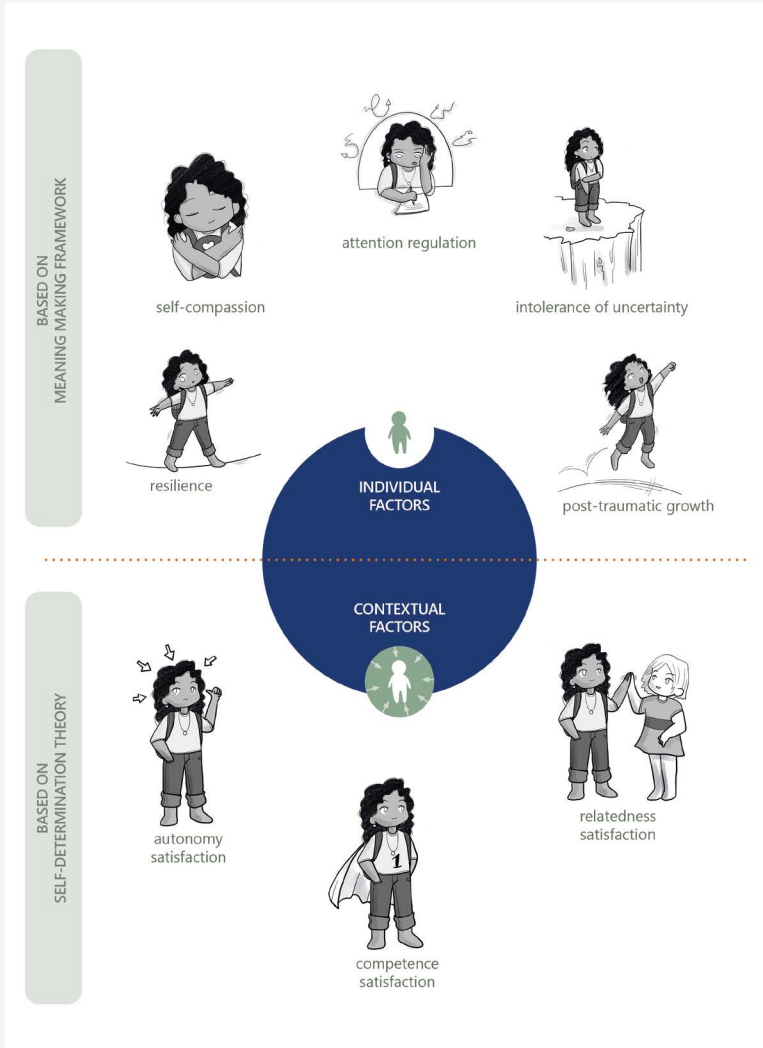 BASED ON
MEANING MAKING FRAMEWORK
attention regulation
self-compassion
intolerance of uncertainty
resilience
INDIVIDUAL
FACTORS
post-traumatic growth
BASED ON
SELF-DETERMINATION THEORY
CONTEXTUAL
FACTORS
autonomy
satisfaction
1
relatedness
satisfaction
competence
satisfaction